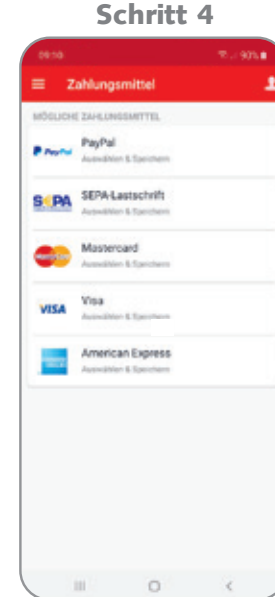 Schritt 4
09:10
90%
Zahlungsmittel
MÖGLICHE ZAHLUNGSMITTEL
PayPal
PayPal
Auswählen & Speichern
SEPA
SEPA-Lastschrift
Auswählen & Speichern
Mastercard
Auswählen & Speichern
VISA
Visa
Auswählen & Speichern
American Express
Auswählen & Speichern